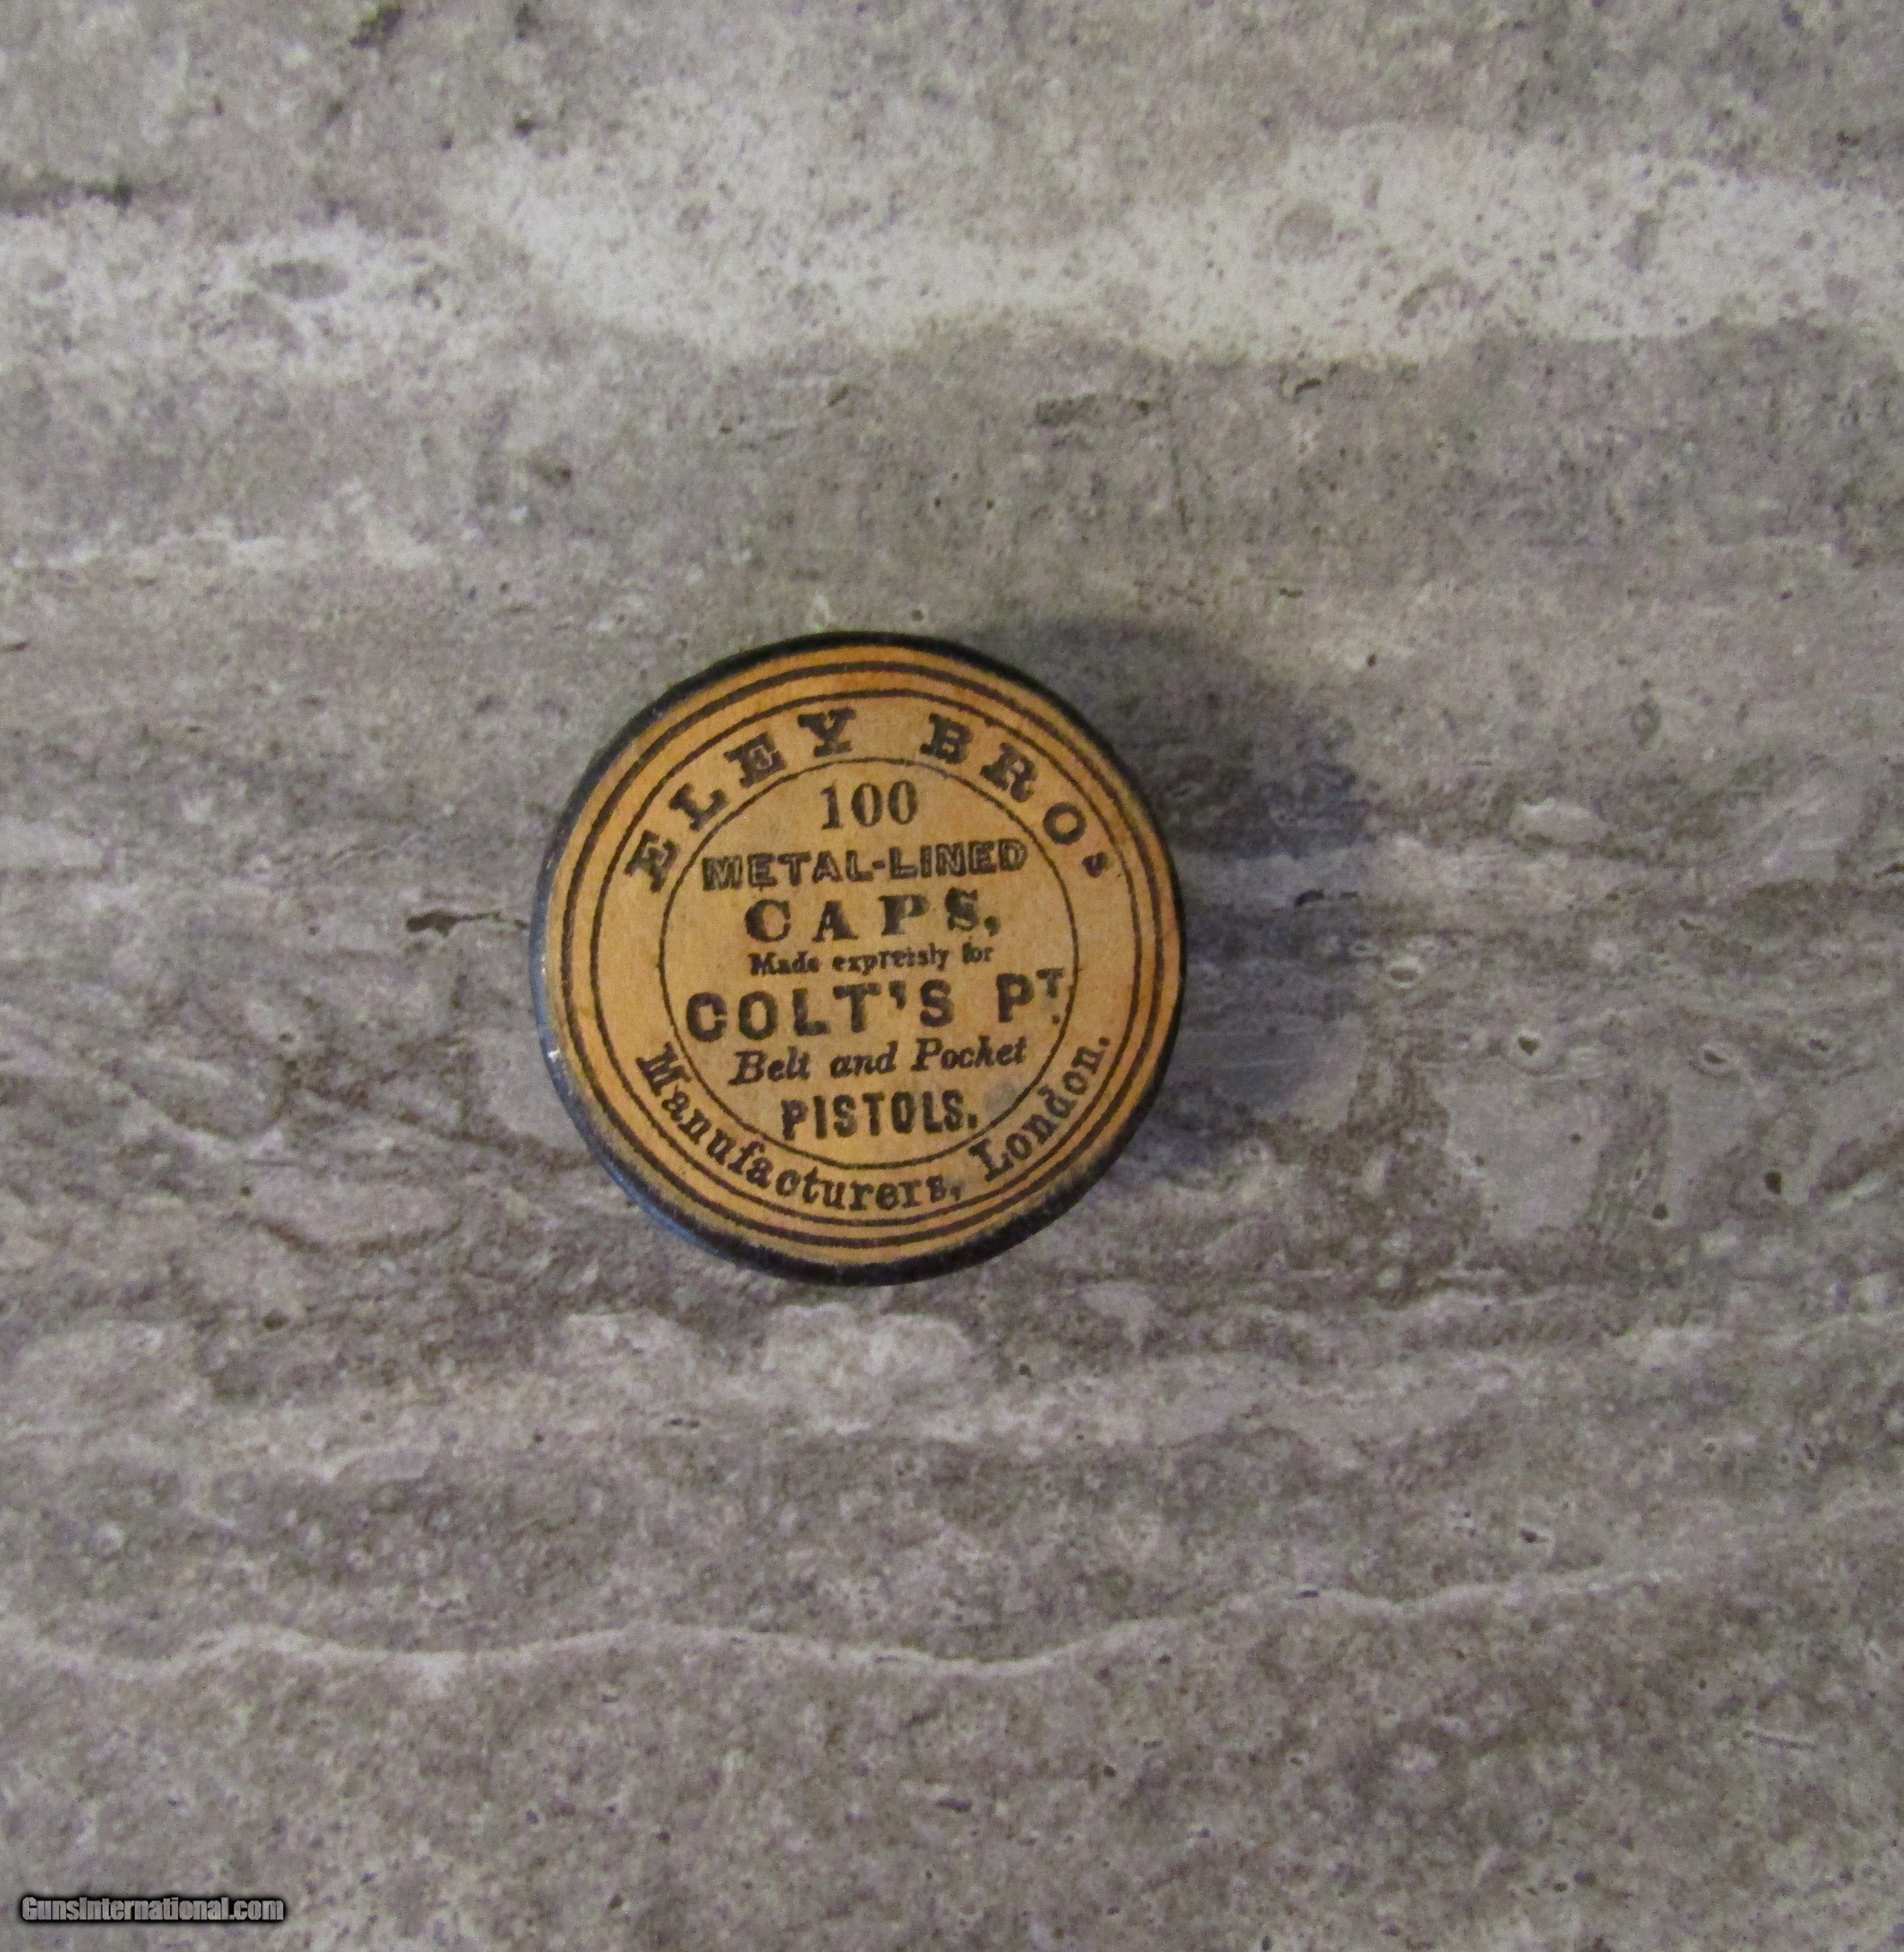 ELEY BROS
100
METAL-LINED
CAPS,
Made expressly for
COLT'S PT.
Belt and Pocket
PISTOLS.
Manufacturers, London.
GunsInternational.com